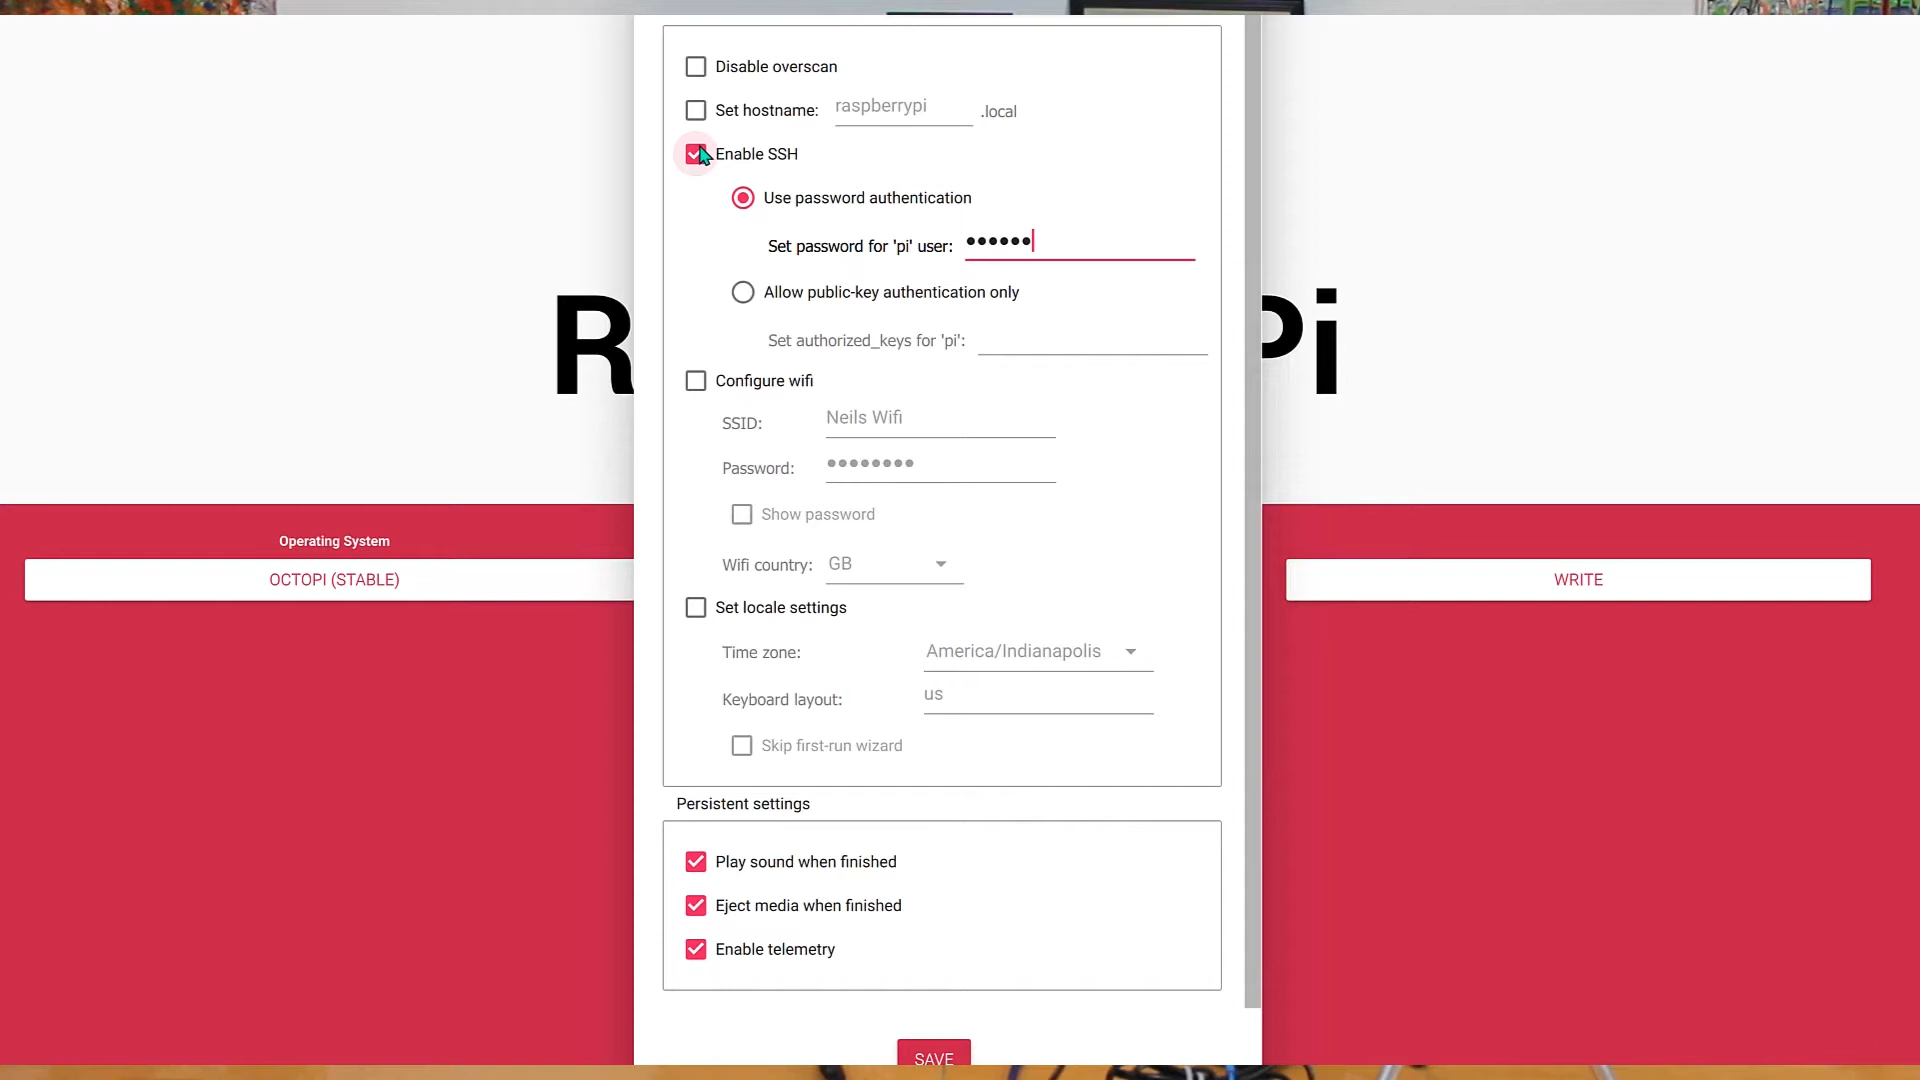 Disable overscan
Set hostname: raspberrypi .local
Enable SSH
Use password authentication
Set password for 'pi' user: ••••••
Allow public-key authentication only
Set authorized_keys for 'pi':
R Pi
Configure wifi
SSID: Neils Wifi
Password: ••••••••
Show password
Operating System
Wifi country: GB
OCTOPI (STABLE)
WRITE
Set locale settings
Time zone: America/Indianapolis
Keyboard layout: us
Skip first-run wizard
Persistent settings
Play sound when finished
Eject media when finished
Enable telemetry
SAVE